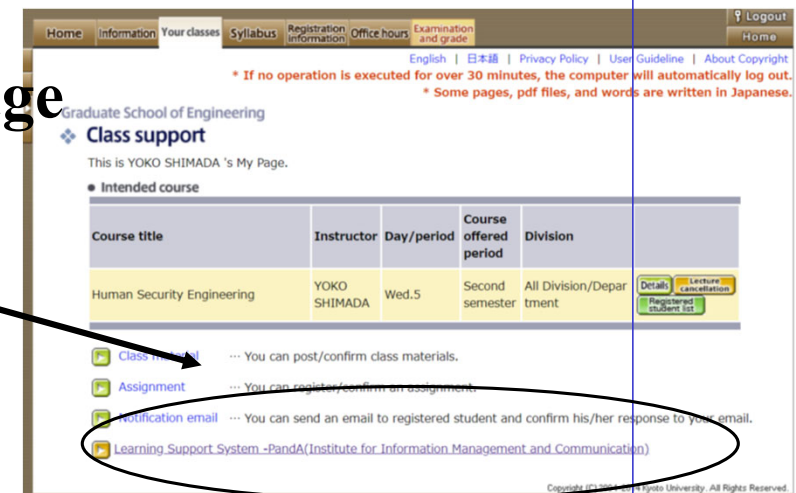 Logout
Home
Home Information Your classes Syllabus Registration Information Office hours Examination and grade
English | 日本語 | Privacy Policy | User Guideline | About Copyright
* If no operation is executed for over 30 minutes, the computer will automatically log out.
* Some pages, pdf files, and words are written in Japanese.
ge
Graduate School of Engineering
Class support
This is YOKO SHIMADA 's My Page.
Intended course
Course title Instructor Day/period Course offered period Division
Human Security Engineering YOKO SHIMADA Wed.5 Second semester All Division/Depar tment Details Lecture cancellation Registered student list
Class material ··· You can post/confirm class materials.
Assignment ··· You can register/confirm an assignment.
Notification email ··· You can send an email to registered student and confirm his/her response to your email.
Learning Support System -PandA(Institute for Information Management and Communication)
Copyright (C) 2004-2014 Kyoto University. All Rights Reserved.